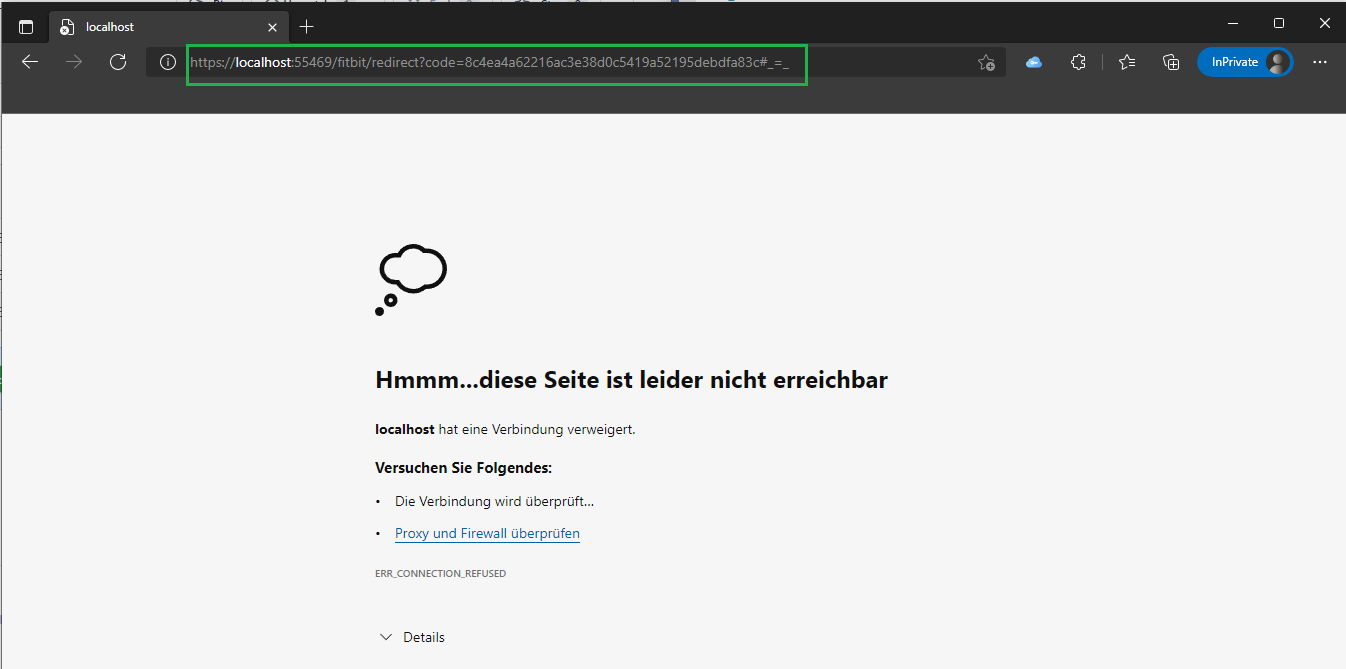 localhost
https://localhost:55469/fitbit/redirect?code=8c4ea4a62216ac3e38d0c5419a52195debdfa83c#_=_
InPrivate
Hmmm...diese Seite ist leider nicht erreichbar
localhost hat eine Verbindung verweigert.
Versuchen Sie Folgendes:
• Die Verbindung wird überprüft...
• Proxy und Firewall überprüfen
ERR_CONNECTION_REFUSED
Details